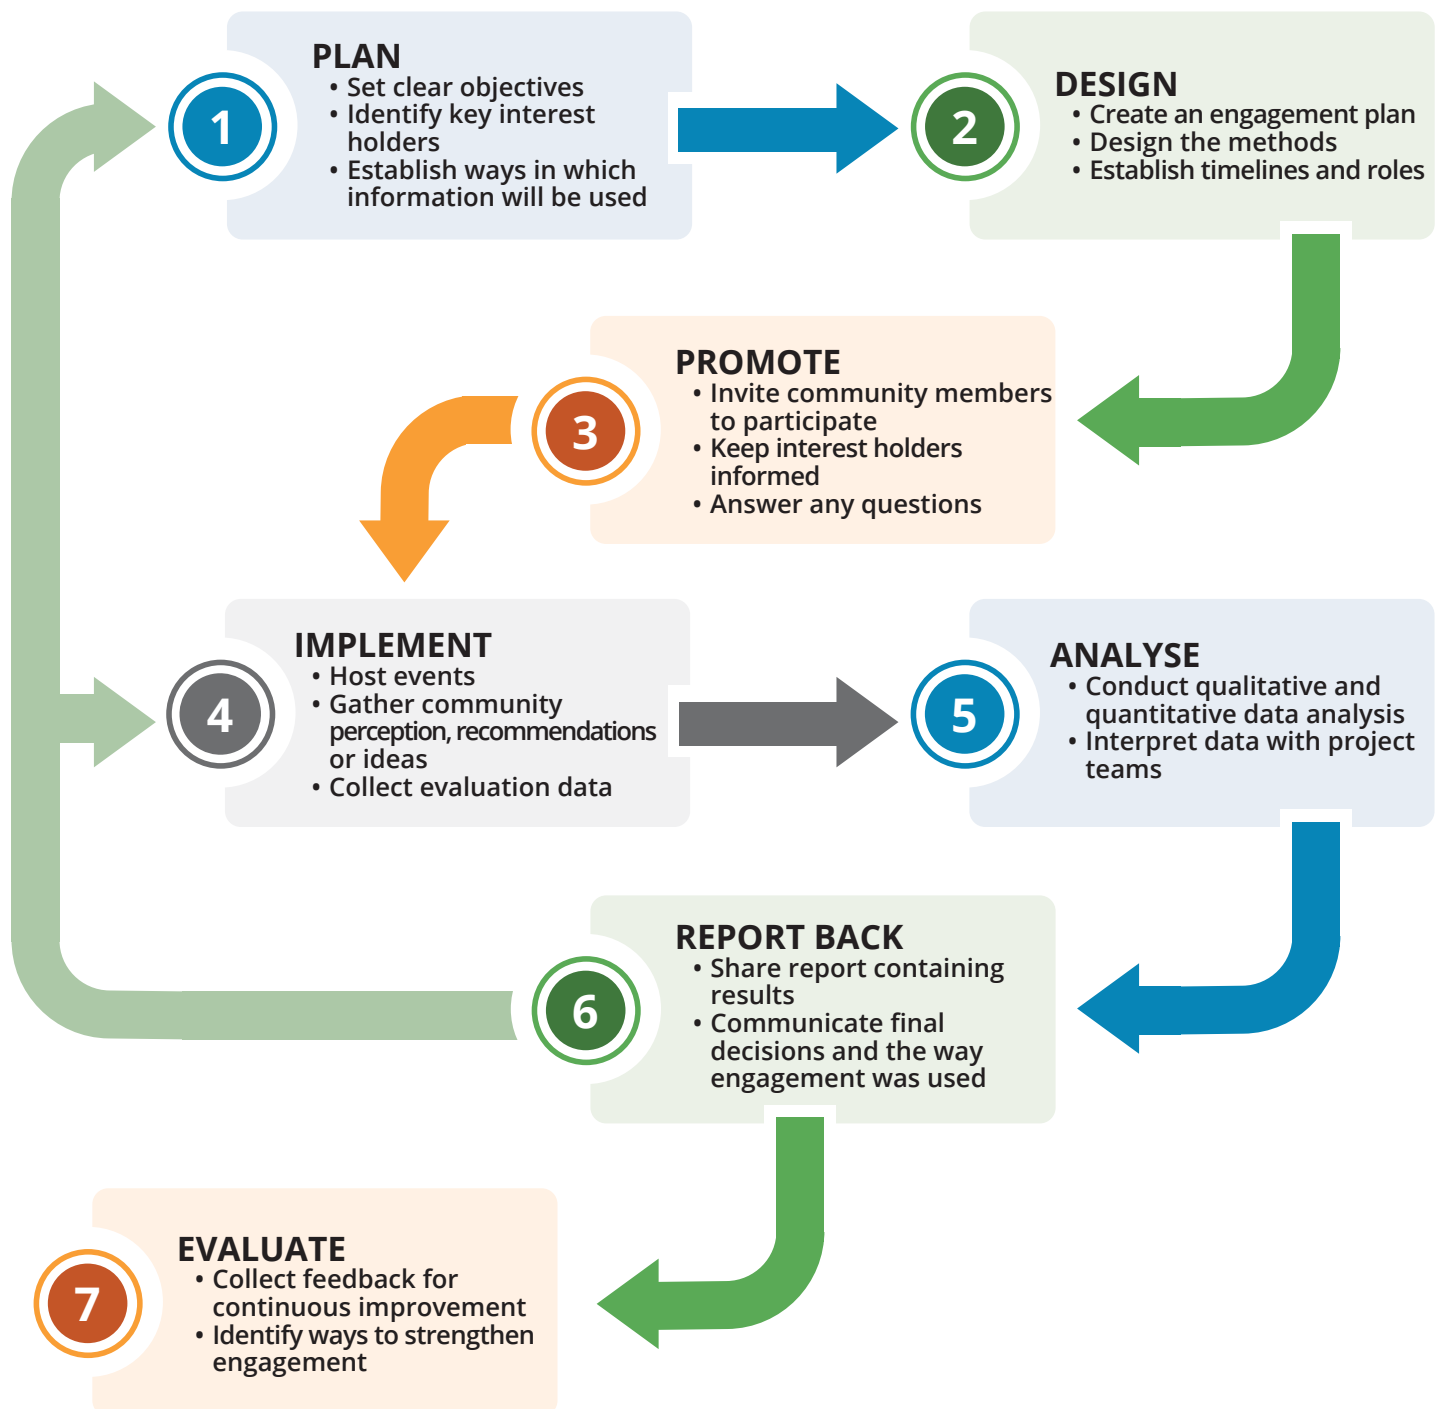 1
PLAN
• Set clear objectives
• Identify key interest
holders
• Establish ways in which
information will be used
2
DESIGN
• Create an engagement plan
• Design the methods
• Establish timelines and roles
3
PROMOTE
• Invite community members
to participate
• Keep interest holders
informed
• Answer any questions
4
IMPLEMENT
• Host events
• Gather community
perception, recommendations
or ideas
• Collect evaluation data
5
ANALYSE
• Conduct qualitative and
quantitative data analysis
• Interpret data with project
teams
6
REPORT BACK
• Share report containing
results
• Communicate final
decisions and the way
engagement was used
7
EVALUATE
• Collect feedback for
continuous improvement
• Identify ways to strengthen
engagement